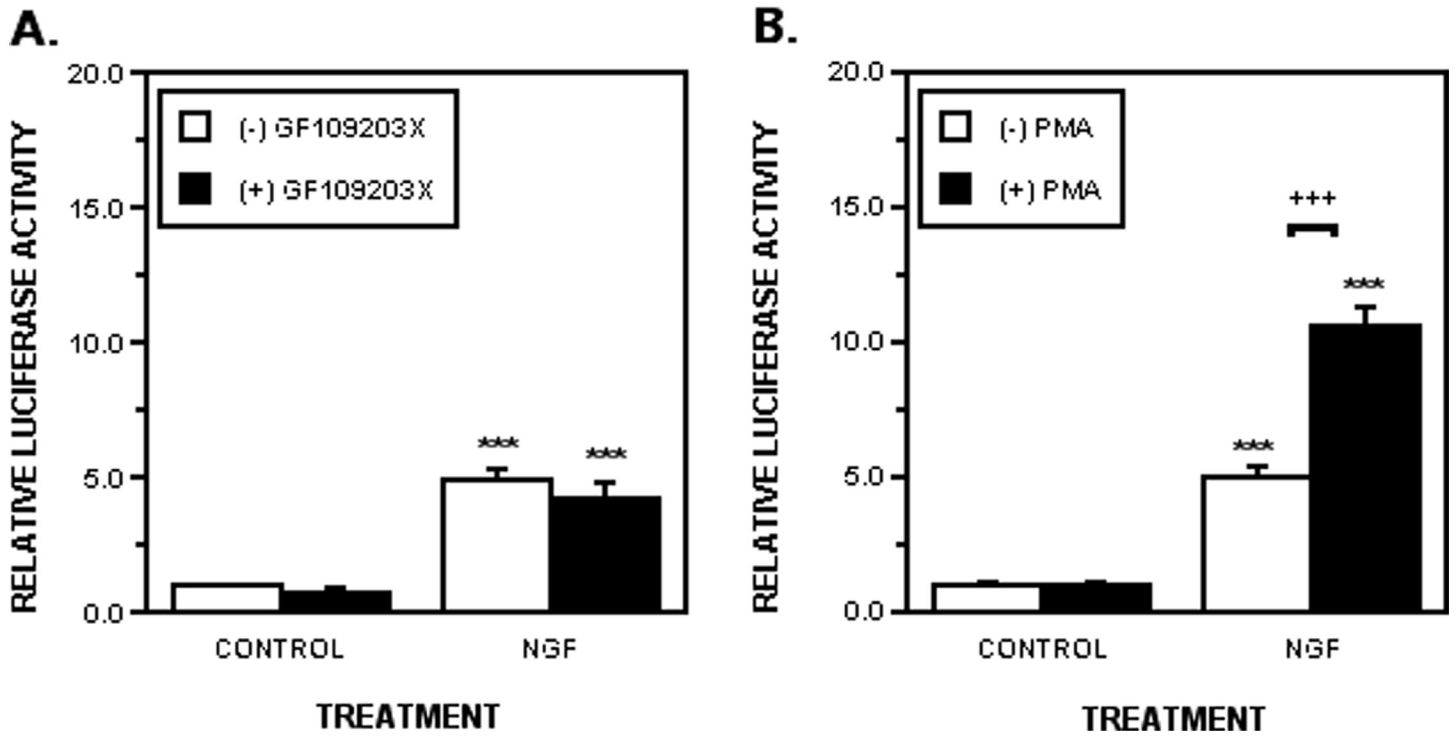 A.
RELATIVE LUCIFERASE ACTIVITY
20.0
15.0
10.0
5.0
0.0
(-) GF109203X
(+) GF109203X
***
***
CONTROL
NGF
TREATMENT
B.
RELATIVE LUCIFERASE ACTIVITY
20.0
15.0
10.0
5.0
0.0
(-) PMA
(+) PMA
+++
***
***
CONTROL
NGF
TREATMENT